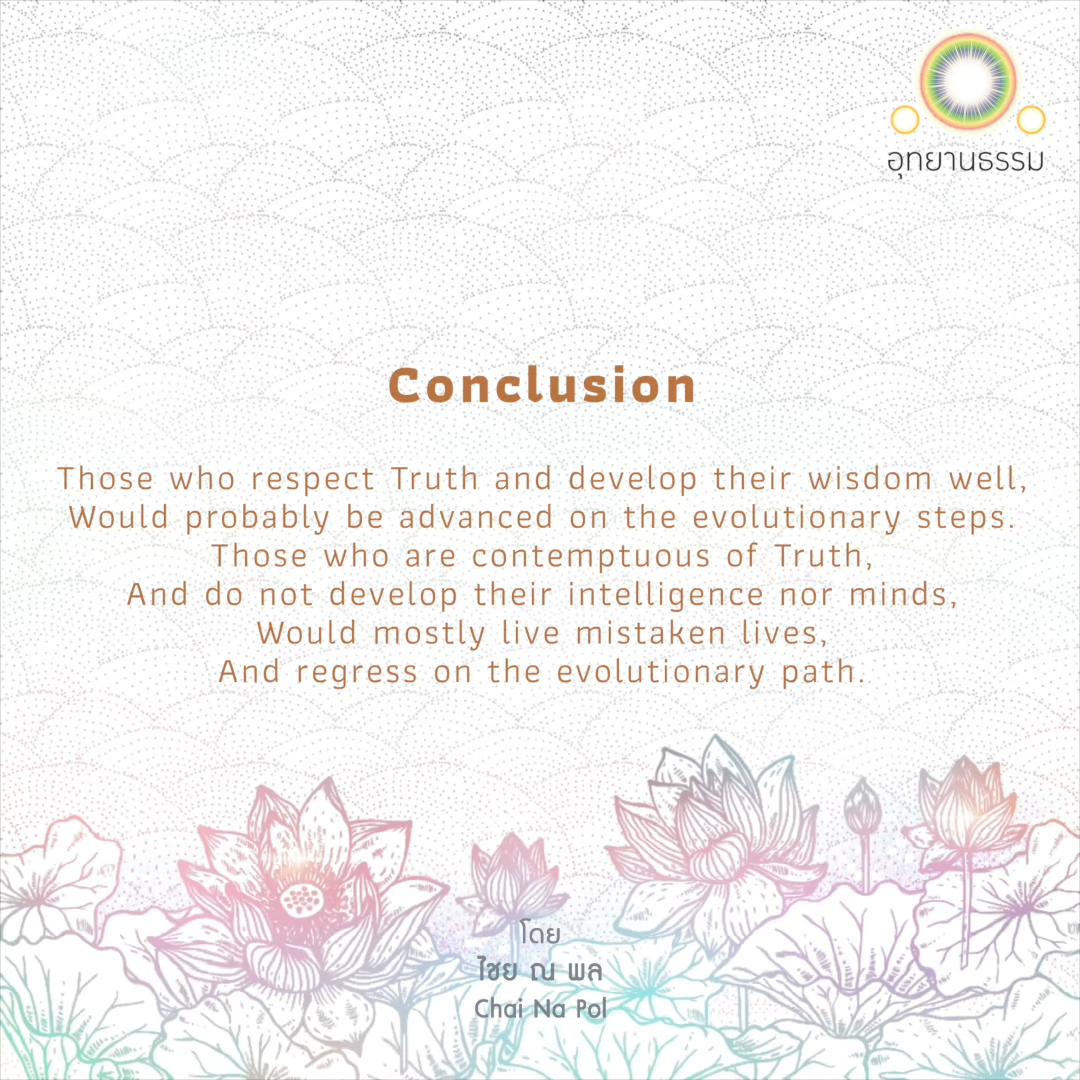 อุทยานธรรม
Conclusion
Those who respect Truth and develop their wisdom well,
Would probably be advanced on the evolutionary steps.
Those who are contemptuous of Truth,
And do not develop their intelligence nor minds,
Would mostly live mistaken lives,
And regress on the evolutionary path.
โดย
ไชย ณ พล
Chai Na Pol